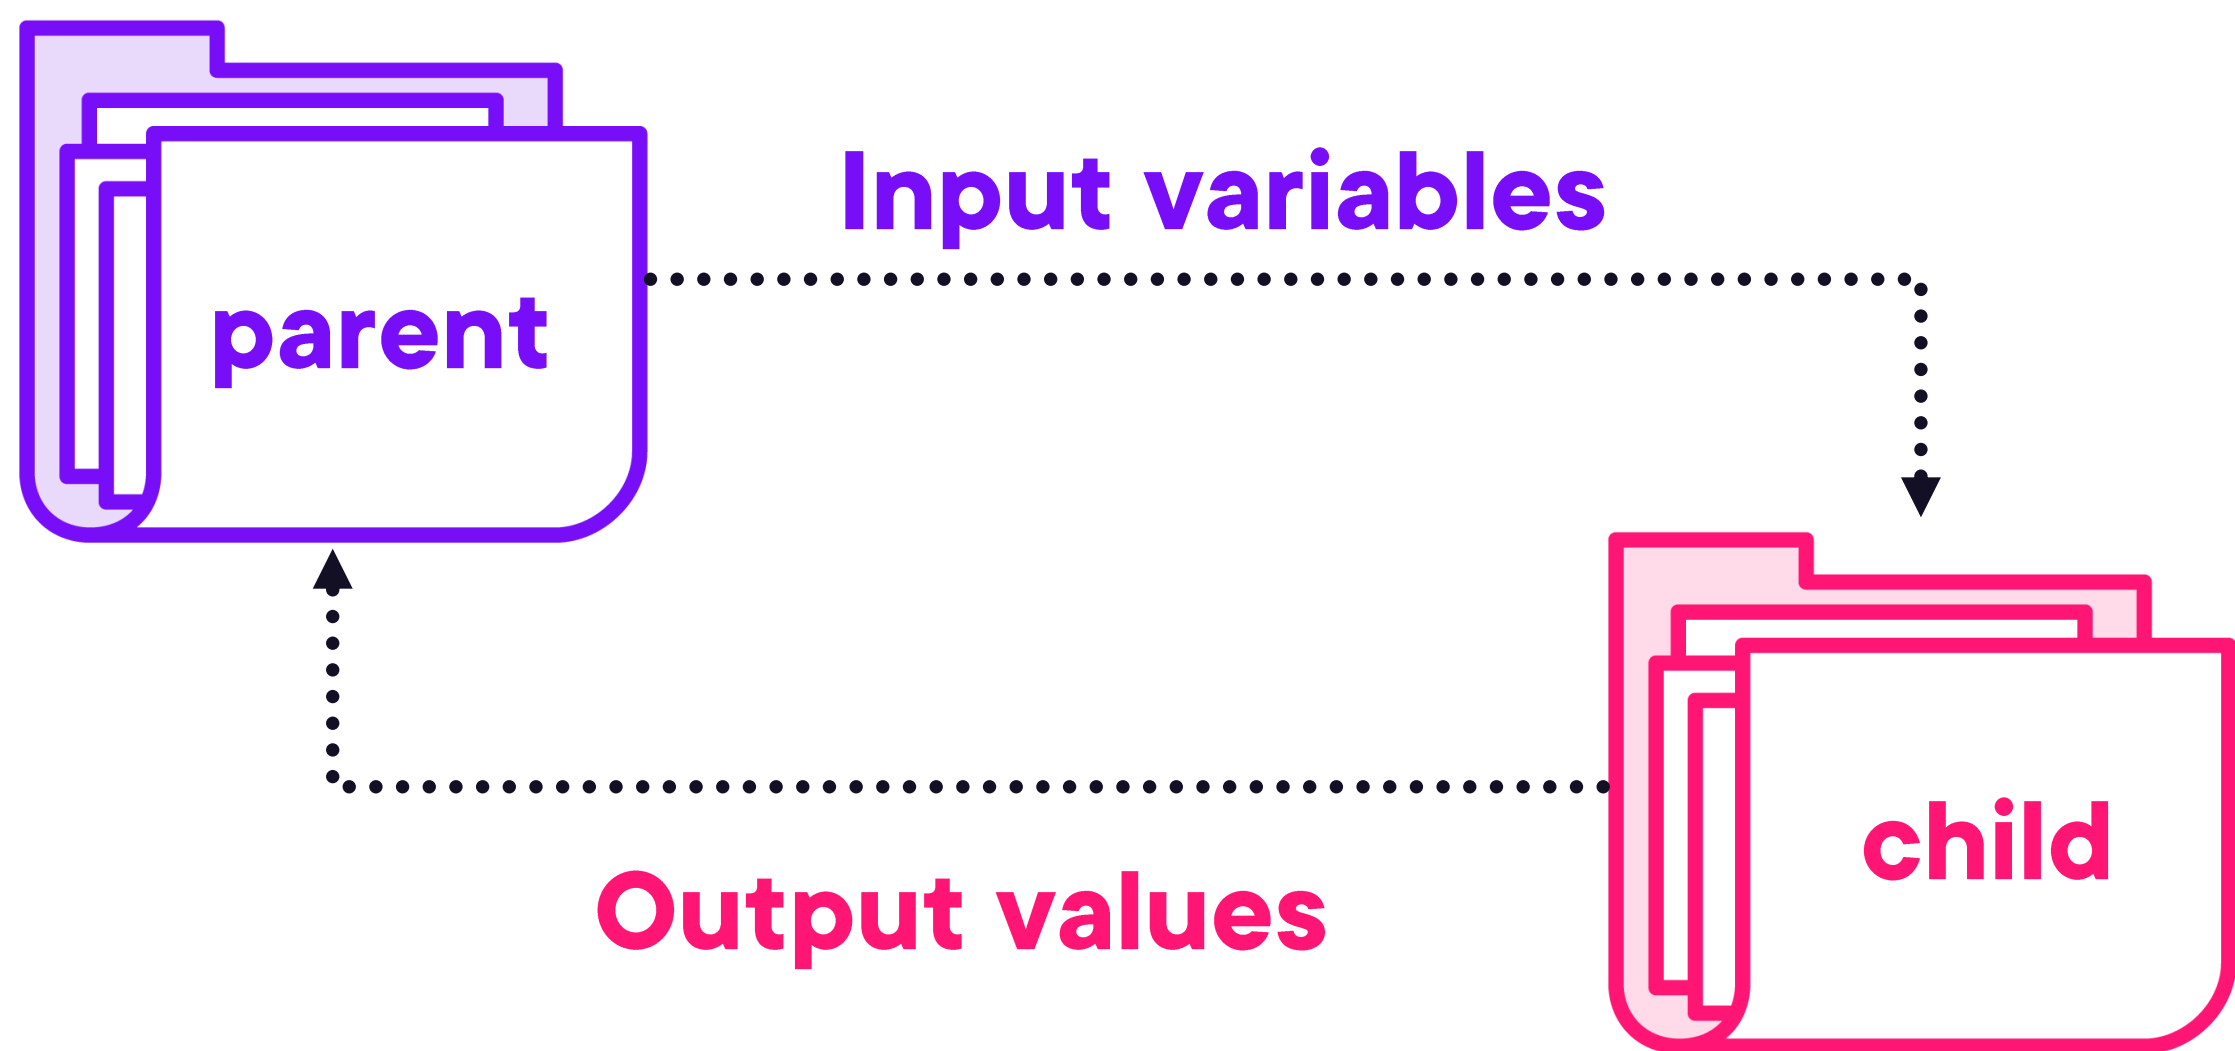 Input variables
parent
child
Output values